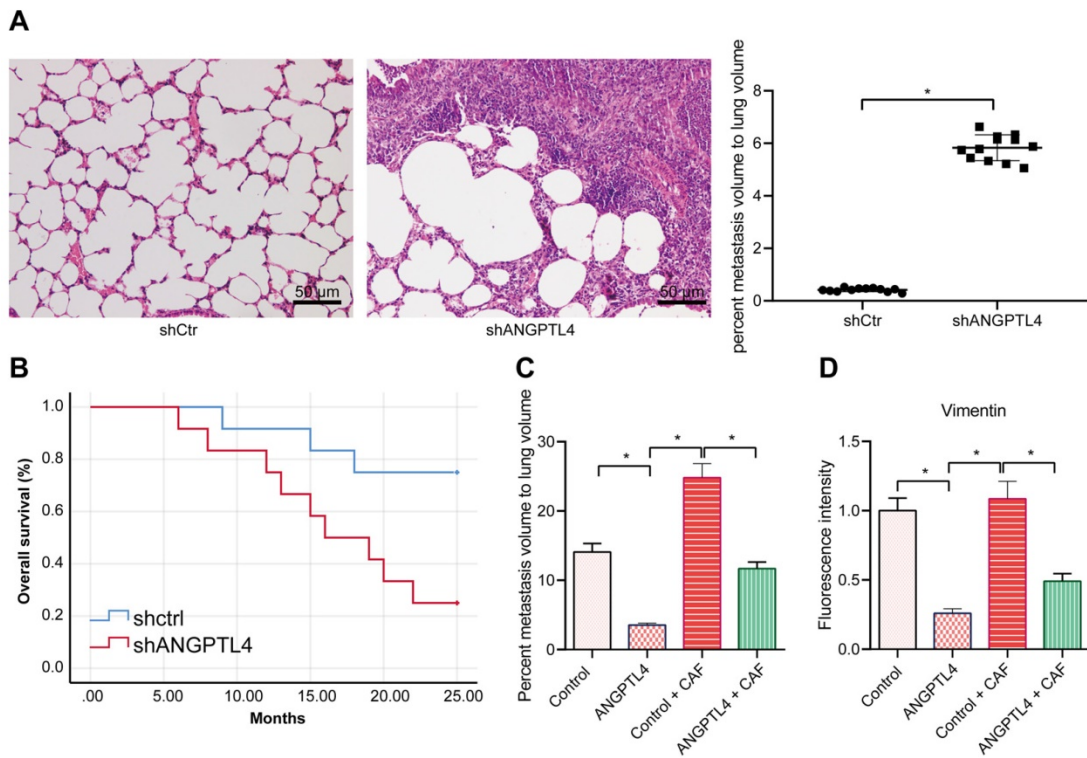 A
50 µm
shCtr
50 µm
shANGPTL4
percent metastasis volume to lung volume
8
6
4
2
0
*
shCtr
shANGPTL4
B
Overall survival (%)
1.0
0.8
0.6
0.4
0.2
0.0
shctrl
shANGPTL4
.00
5.00
10.00
15.00
20.00
25.00
Months
C
Percent metastasis volume to lung volume
30
20
10
0
*
*
*
Control
ANGPTL4
Control + CAF
ANGPTL4 + CAF
D
Vimentin
Fluorescence intensity
1.5
1.0
0.5
0.0
*
*
*
Control
ANGPTL4
Control + CAF
ANGPTL4 + CAF